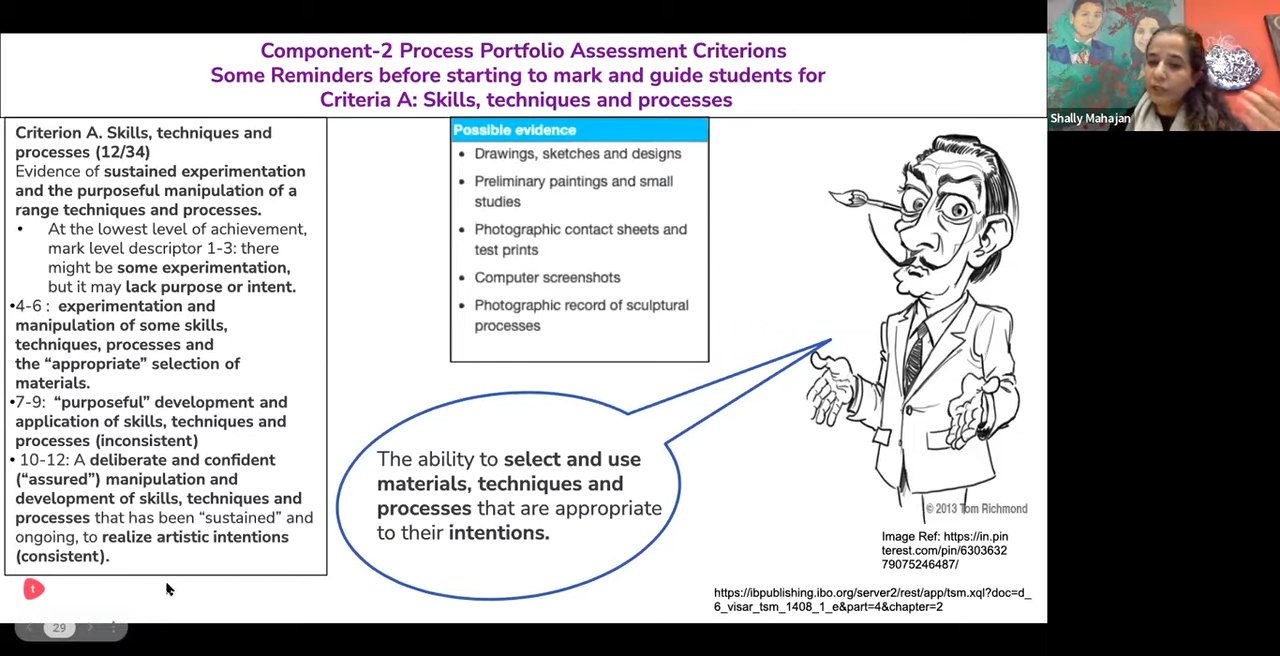 Component-2 Process Portfolio Assessment Criterions
Some Reminders before starting to mark and guide students for
Criteria A: Skills, techniques and processes
Criterion A. Skills, techniques and
processes (12/34)
Evidence of sustained experimentation
and the purposeful manipulation of a
range techniques and processes.
• At the lowest level of achievement,
mark level descriptor 1-3: there
might be some experimentation,
but it may lack purpose or intent.
•4-6 : experimentation and
manipulation of some skills,
techniques, processes and
the “appropriate” selection of
materials.
•7-9: “purposeful” development and
application of skills, techniques and
processes (inconsistent)
• 10-12: A deliberate and confident
(“assured”) manipulation and
development of skills, techniques and
processes that has been “sustained” and
ongoing, to realize artistic intentions
(consistent).
Possible evidence
• Drawings, sketches and designs
• Preliminary paintings and small
studies
• Photographic contact sheets and
test prints
• Computer screenshots
• Photographic record of sculptural
processes
The ability to select and use
materials, techniques and
processes that are appropriate
to their intentions.
© 2013 Tom Richmond
Image Ref: https://in.pin
terest.com/pin/6303632
79075246487/
https://ibpublishing.ibo.org/server2/rest/app/tsm.xql?doc=d_
6_visar_tsm_1408_1_e&part=4&chapter=2
Shally Mahajan
t
29